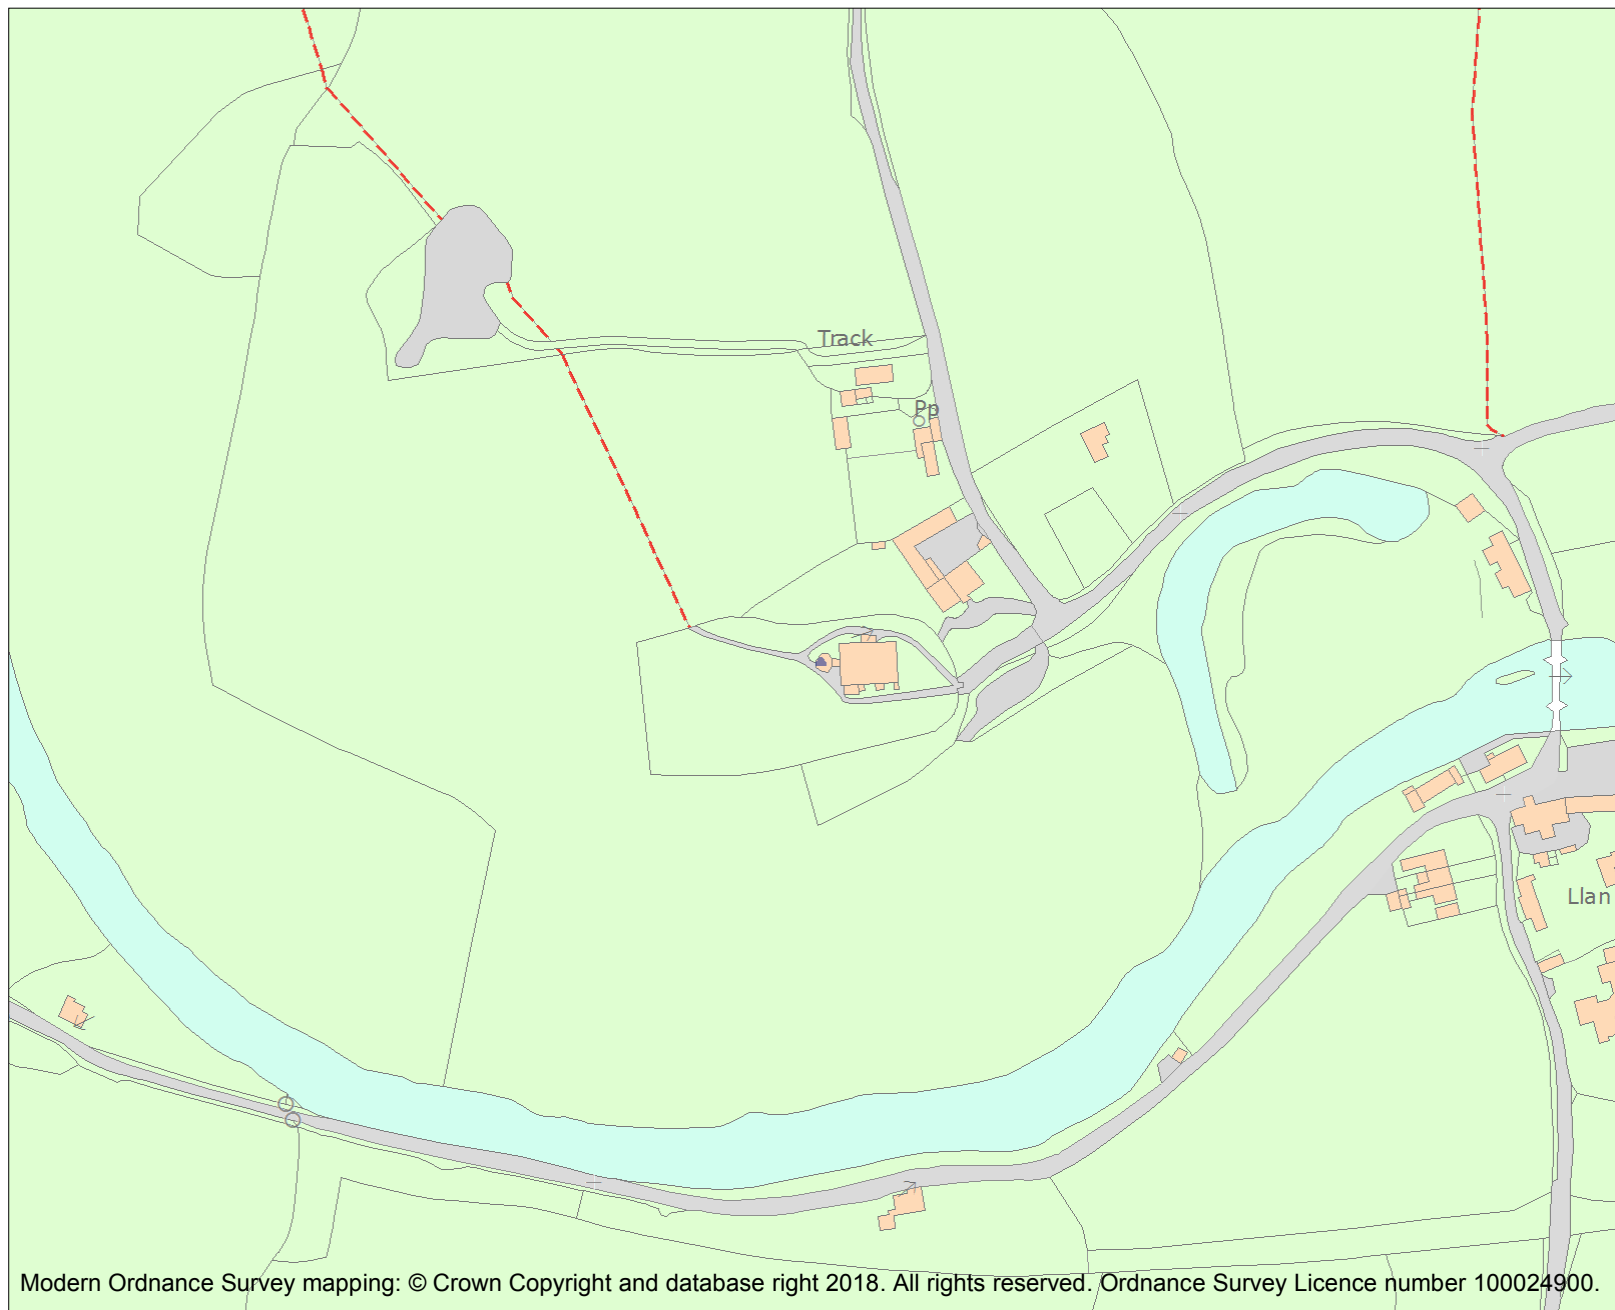 Track
Pp
Llan
Modern Ordnance Survey mapping: © Crown Copyright and database right 2018. All rights reserved. Ordnance Survey Licence number 100024900.